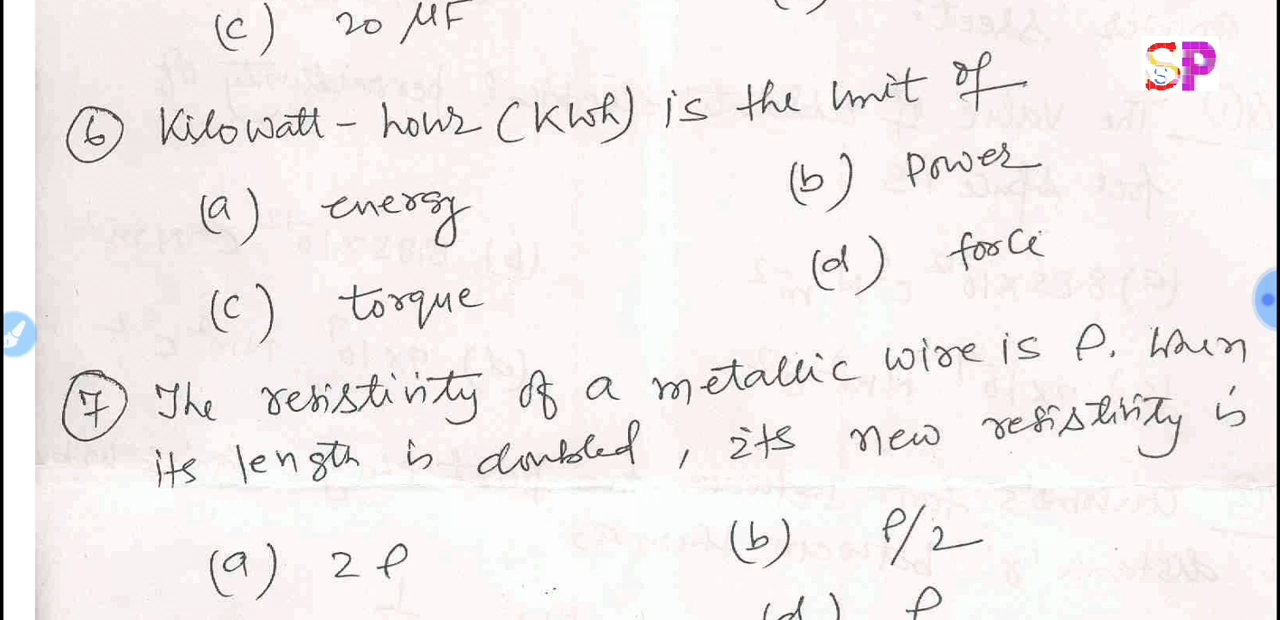 (c) 20 μF
SP
⑥ Kilowatt - hour (KWh) is the unit of
(a) energy (b) Power
(c) torque (d) force
⑦ The resistivity of a metallic wire is ρ. When
its length is doubled, its new resistivity is
(a) 2ρ (b) ρ/2
(d) ρ